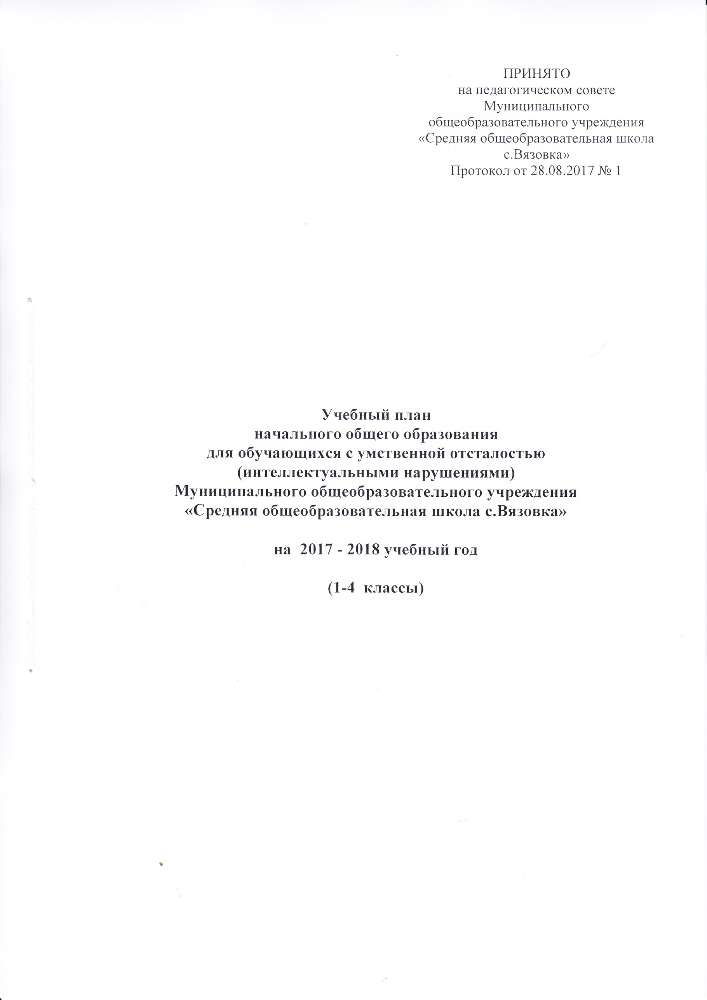 ПРИНЯТО
на педагогическом совете
Муниципального
общеобразовательного учреждения
«Средняя общеобразовательная школа
с.Вязовка»
Протокол от 28.08.2017 № 1
Учебный план
начального общего образования
для обучающихся с умственной отсталостью
(интеллектуальными нарушениями)
Муниципального общеобразовательного учреждения
«Средняя общеобразовательная школа с.Вязовка»
на 2017 - 2018 учебный год
(1-4 классы)